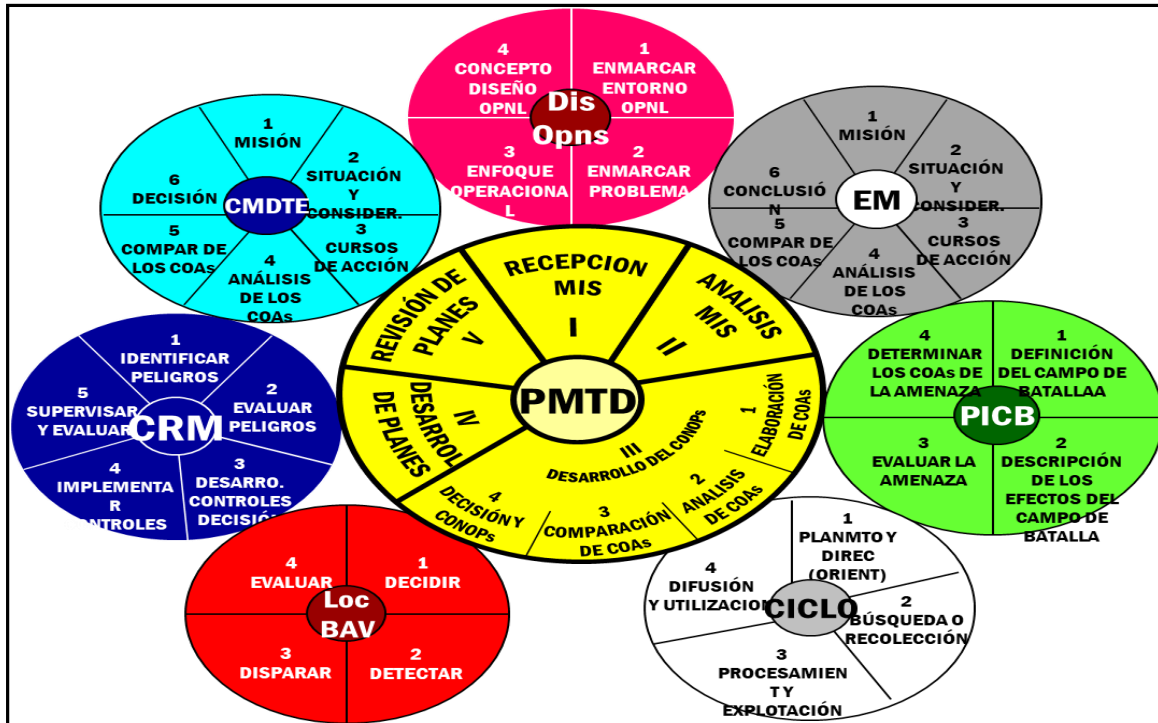 4
CONCEPTO
DISEÑO
OPNL
1
ENMARCAR
ENTORNO
OPNL
Dis
Opns
3
ENFOQUE
OPERACIONA
L
2
ENMARCAR
PROBLEMA
1
MISIÓN
2
SITUACIÓN
Y
CONSIDER.
3
CURSOS
DE ACCIÓN
4
ANÁLISIS
DE LOS
COAs
5
COMPAR DE
LOS COAs
6
DECISIÓN
CMDTE
1
MISIÓN
2
SITUACIÓN
Y
CONSIDER.
3
CURSOS
DE ACCIÓN
4
ANÁLISIS
DE LOS
COAs
5
COMPAR DE
LOS COAs
6
CONCLUSIÓ
N
EM
RECEPCION
MIS
I
ANALISIS
MIS
II
III
DESARROLLO DEL CONOPs
1
ELABORACIÓN
DE COAs
2
ANALISIS
DE COAs
3
COMPARACIÓN
DE COAs
4
DECISIÓN Y
CONOPs
IV
DESARROL
DE PLANES
REVISIÓN DE
PLANES
V
PMTD
1
IDENTIFICAR
PELIGROS
2
EVALUAR
PELIGROS
3
DESARRO.
CONTROLES
DECISIÓN
4
IMPLEMENTA
R
CONTROLES
5
SUPERVISAR
Y EVALUAR
CRM
4
DETERMINAR
LOS COAs DE
LA AMENAZA
1
DEFINICIÓN
DEL CAMPO DE
BATALLAA
PICB
3
EVALUAR LA
AMENAZA
2
DESCRIPCIÓN
DE LOS
EFECTOS DEL
CAMPO DE
BATALLA
4
EVALUAR
1
DECIDIR
Loc
BAV
3
DISPARAR
2
DETECTAR
1
PLANMTO Y
DIREC
(ORIENT)
4
DIFUSIÓN
Y UTILIZACION
CICLO
2
BÚSQUEDA O
RECOLECCIÓN
3
PROCESAMIEN
T Y
EXPLOTACIÓN